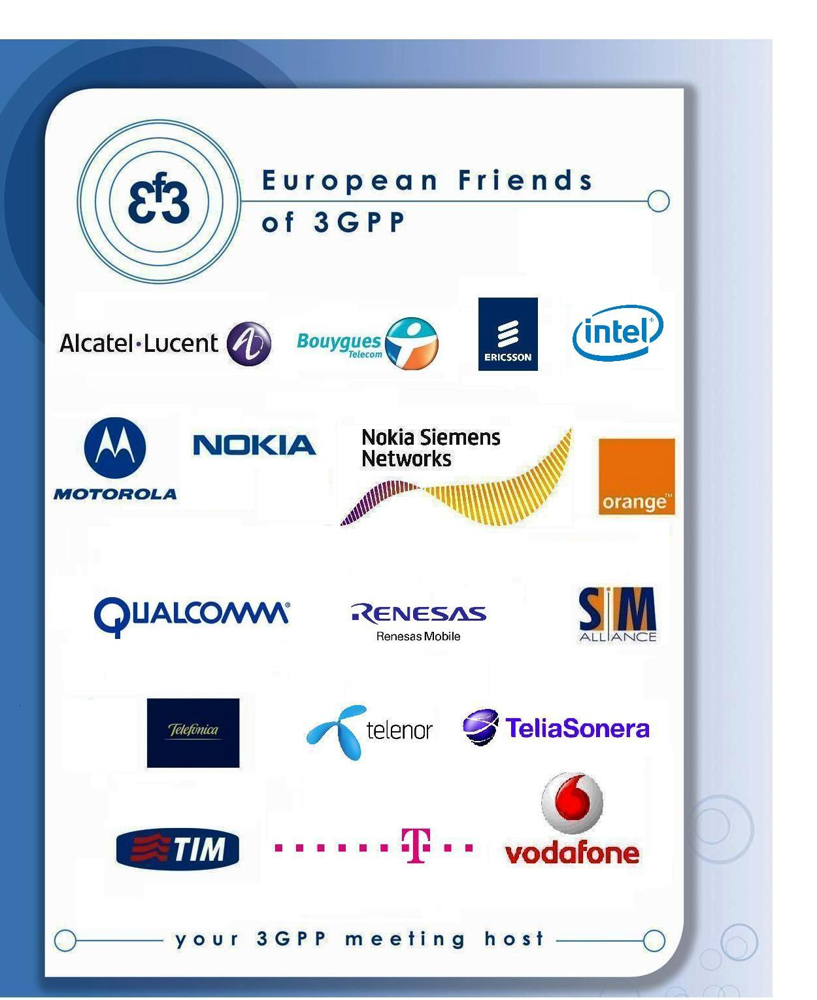 εf3
European Friends
of 3GPP
Alcatel·Lucent
Bouygues
Telecom
ERICSSON
intel®
MOTOROLA
NOKIA
Nokia Siemens
Networks
orange™
QUALCOMM®
RENESAS
Renesas Mobile
SIM
ALLIANCE
Telefónica
telenor
TeliaSonera
TIM
T
vodafone
your 3GPP meeting host